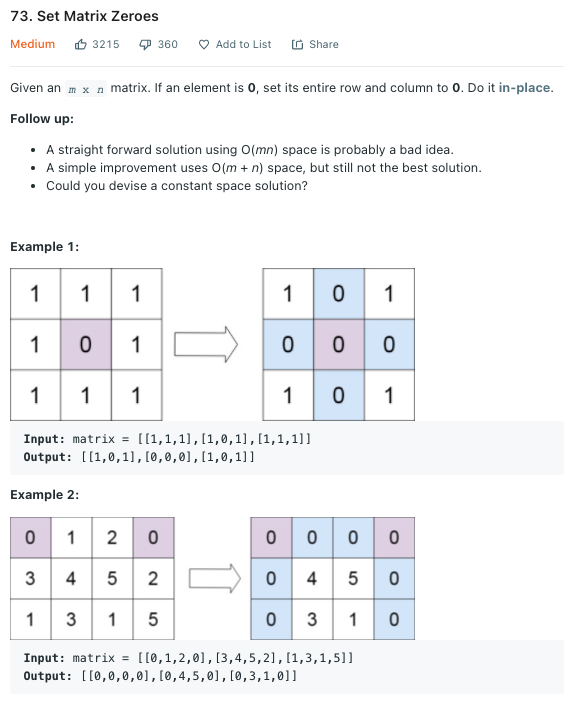 73. Set Matrix Zeroes
Medium 3215 360 Add to List Share
Given an m x n matrix. If an element is 0, set its entire row and column to 0. Do it in-place.
Follow up:
• A straight forward solution using O(mn) space is probably a bad idea.
• A simple improvement uses O(m + n) space, but still not the best solution.
• Could you devise a constant space solution?
Example 1:
1 1 1 1 0 1
1 0 1 0 0 0
1 1 1 1 0 1
Input: matrix = [[1,1,1],[1,0,1],[1,1,1]]
Output: [[1,0,1],[0,0,0],[1,0,1]]
Example 2:
0 1 2 0 0 0 0 0
3 4 5 2 0 4 5 0
1 3 1 5 0 3 1 0
Input: matrix = [[0,1,2,0],[3,4,5,2],[1,3,1,5]]
Output: [[0,0,0,0],[0,4,5,0],[0,3,1,0]]